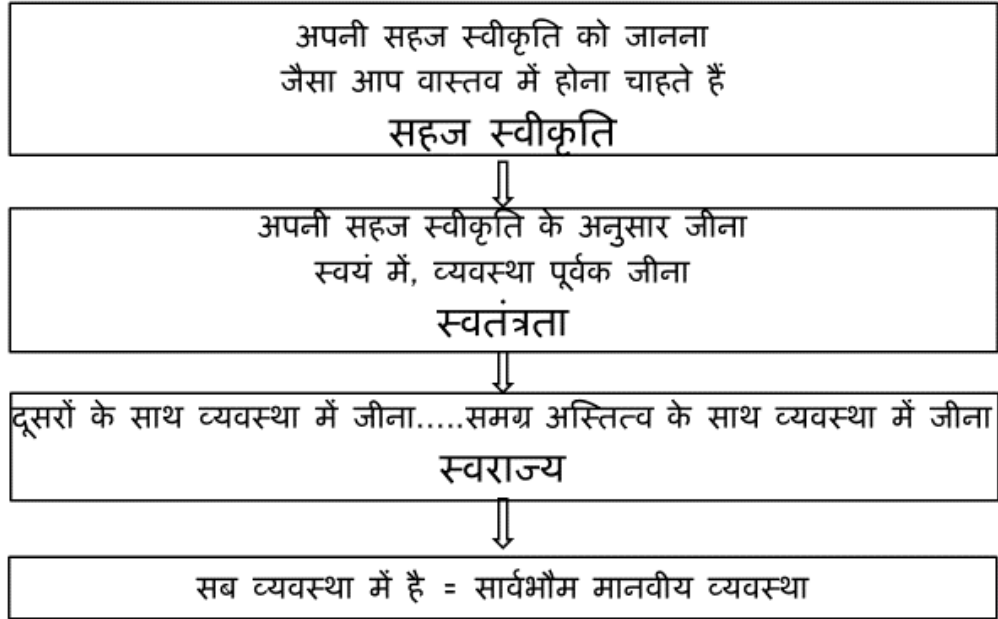 अपनी सहज स्वीकृति को जानना
जैसा आप वास्तव में होना चाहते हैं
सहज स्वीकृति
अपनी सहज स्वीकृति के अनुसार जीना
स्वयं में, व्यवस्था पूर्वक जीना
स्वतंत्रता
दूसरों के साथ व्यवस्था में जीना.....समग्र अस्तित्व के साथ व्यवस्था में जीना
स्वराज्य
सब व्यवस्था में है = सार्वभौम मानवीय व्यवस्था